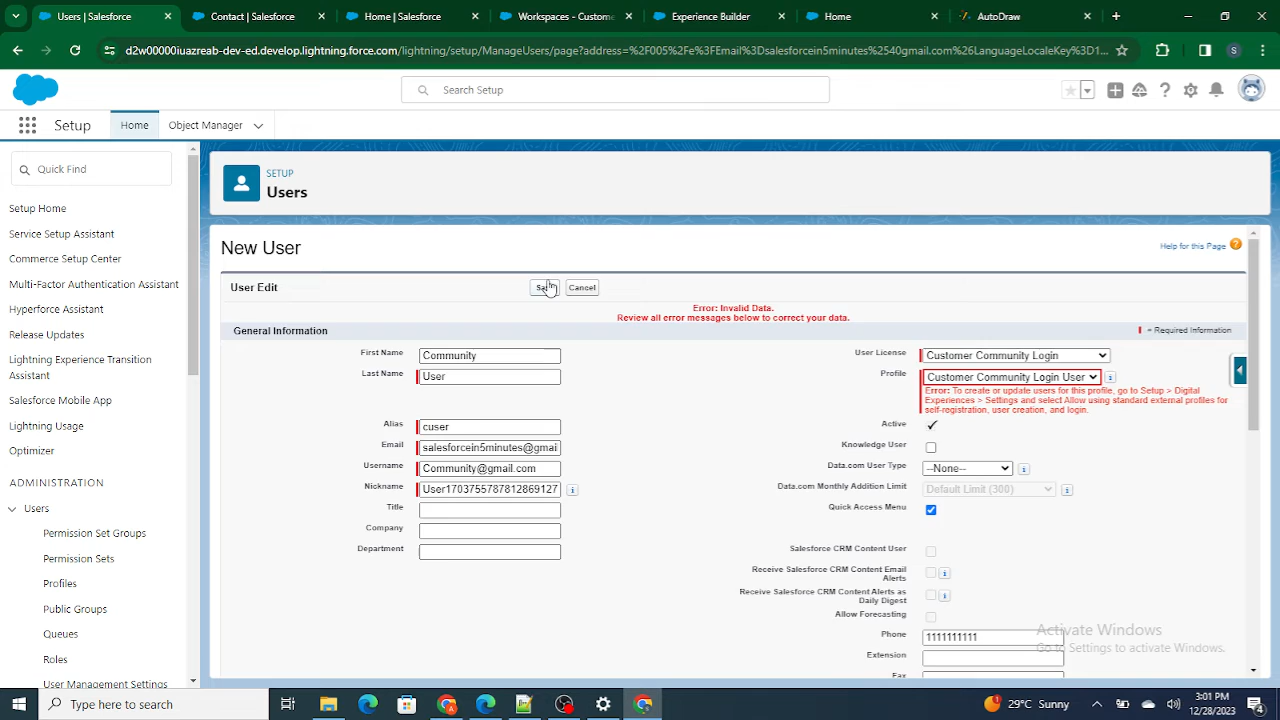 Contact | Salesforce
Home | Salesforce
Workspaces - Custome
Experience Builder
Home
AutoDraw
d2w00000iuazreab-dev-ed.develop.lightning.force.com/lightning/setup/ManageUsers/page?address=%2F005%2Fe%3FEmail%3Dsalesforcein5minutes%2540gmail.com%26LanguageLocaleKey%3D1...
S
Search Setup
Setup
Home
Object Manager
Quick Find
Setup Home
Service Setup Assistant
Commerce Setup Center
Multi-Factor Authentication Assistant
Hyperforce Assistant
Release Updates
Lightning Experience Transition
Assistant
Salesforce Mobile App
Lightning Usage
Optimizer
ADMINISTRATION
Users
Permission Set Groups
Permission Sets
Profiles
Public Groups
Queues
Roles
User Management Settings
SETUP
Users
New User
Help for this Page
User Edit
Cancel
Error: Invalid Data.
Review all error messages below to correct your data.
General Information
= Required Information
First Name Community
Last Name User
Alias cuser
Email salesforcein5minutes@gmai
Username Community@gmail.com
Nickname User1703755787812869127
Title
Company
Department
User License Customer Community Login
Profile Customer Community Login User
Error: To create or update users for this profile, go to Setup > Digital
Experiences > Settings and select Allow using standard external profiles for
self-registration, user creation, and login.
Active
Knowledge User
Data.com User Type --None--
Data.com Monthly Addition Limit Default Limit (300)
Quick Access Menu
Salesforce CRM Content User
Receive Salesforce CRM Content Email
Alerts
Receive Salesforce CRM Content Alerts as
Daily Digest
Allow Forecasting
Phone 1111111111
Extension
Fax
Activate Windows
Go to Settings to activate Windows.
Type here to search
29°C Sunny
3:01 PM
12/28/2023
4